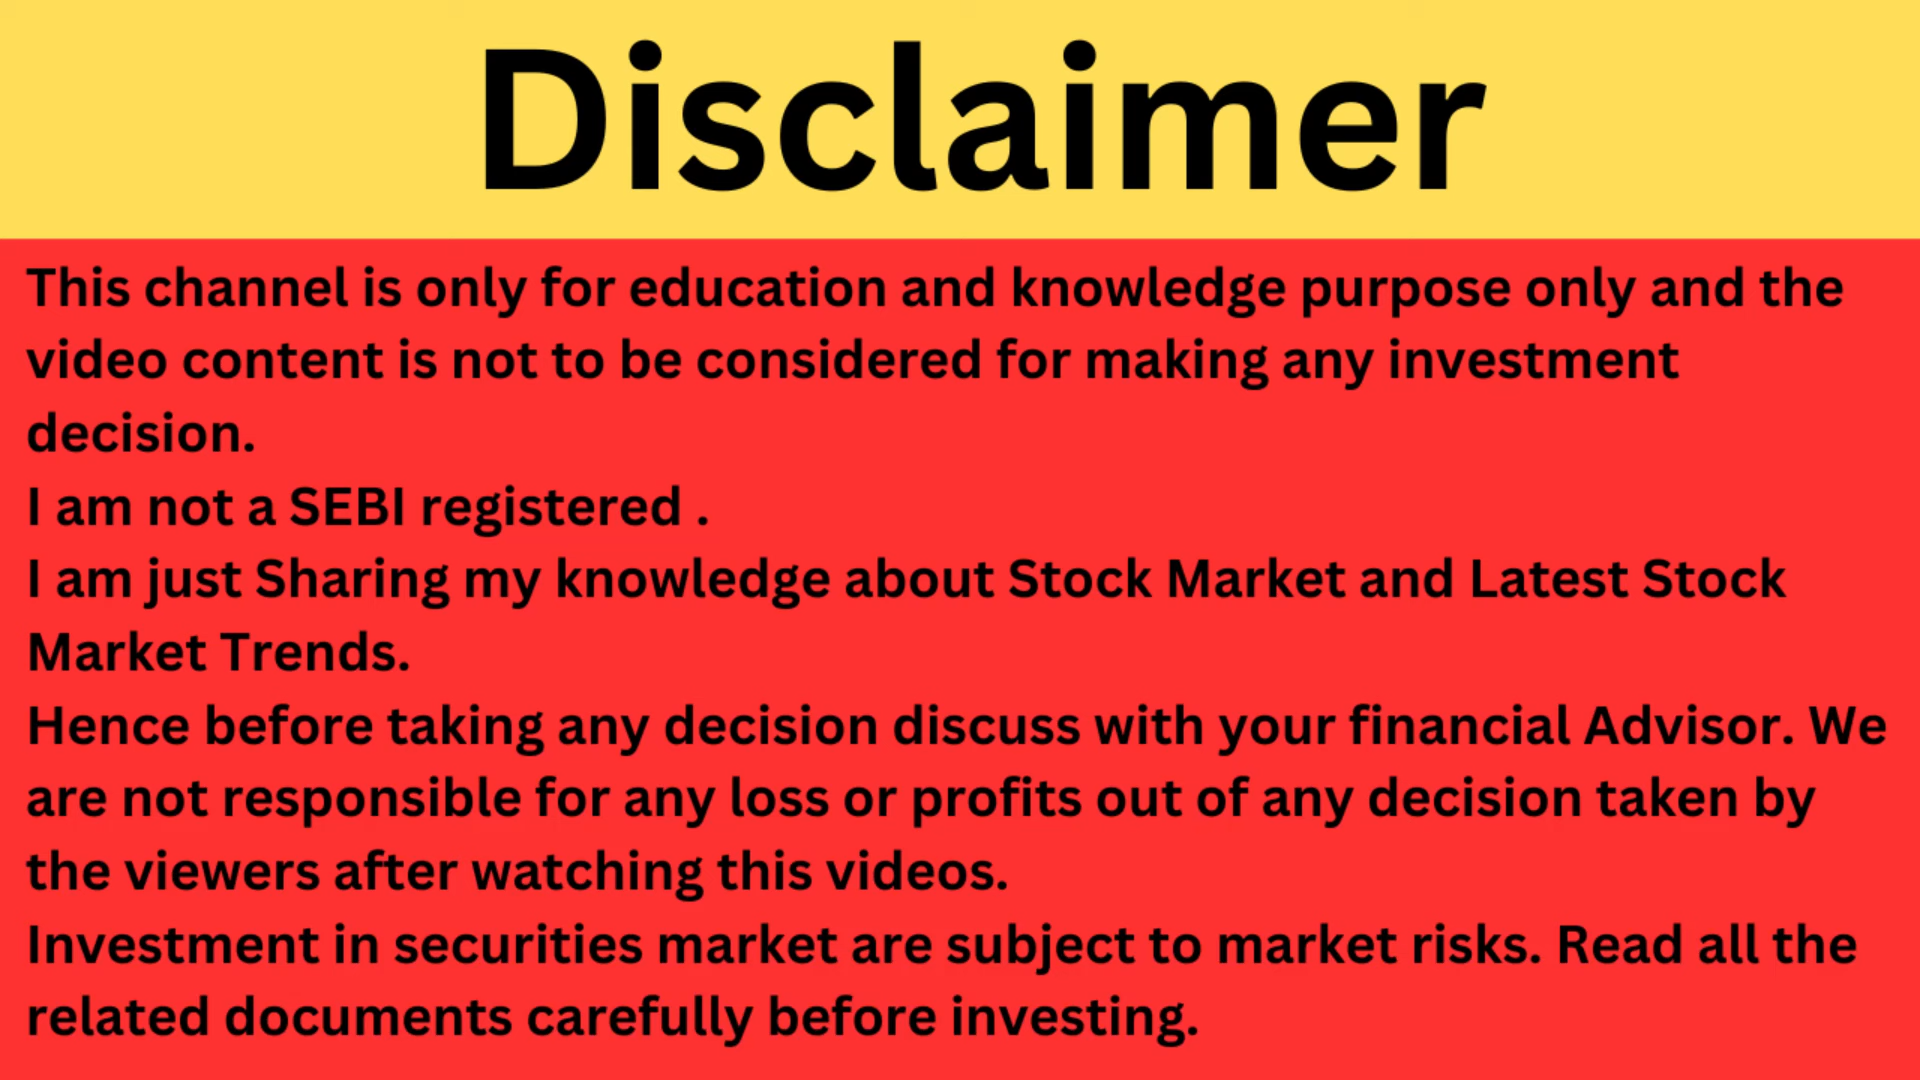 Disclaimer
This channel is only for education and knowledge purpose only and the
video content is not to be considered for making any investment
decision.
I am not a SEBI registered .
I am just Sharing my knowledge about Stock Market and Latest Stock
Market Trends.
Hence before taking any decision discuss with your financial Advisor. We
are not responsible for any loss or profits out of any decision taken by
the viewers after watching this videos.
Investment in securities market are subject to market risks. Read all the
related documents carefully before investing.